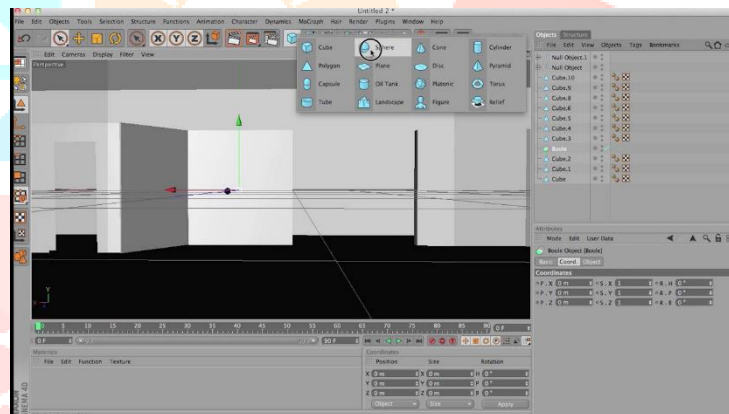 Untitled 2 *
File Edit Objects Tools Selection Structure Functions Animation Character Dynamics MoGraph Hair Render Plugins Window Help
Edit Cameras Display Filter View
Perspective
Cube Sphere Cone Cylinder
Polygon Plane Disc Pyramid
Capsule Oil Tank Platonic Torus
Tube Landscape Figure Relief
Objects Structure
File Edit View Objects Tags Bookmarks
Null Object.1
Null Object
Cube.10
Cube.9
Cube.8
Cube.6
Cube.5
Cube.4
Cube.3
Boole
Cube.2
Cube.1
Cube
Attributes
Mode Edit User Data
Boole Object [Boole]
Basic Coord. Object
Coordinates
P . X 0 m S . X 1 R . H 0 °
P . Y 0 m S . Y 1 R . P 0 °
P . Z 0 m S . Z 1 R . B 0 °
Y
X Z
0 5 10 15 20 25 30 35 40 45 50 55 60 65 70 75 80 85 90 0 F
0 F 90 F
Materials
File Edit Function Texture
Coordinates
Position Size Rotation
X 0 m X 0 m H 0 °
Y 0 m Y 0 m P 0 °
Z 0 m Z 0 m B 0 °
Object Size Apply
CINEMA 4D